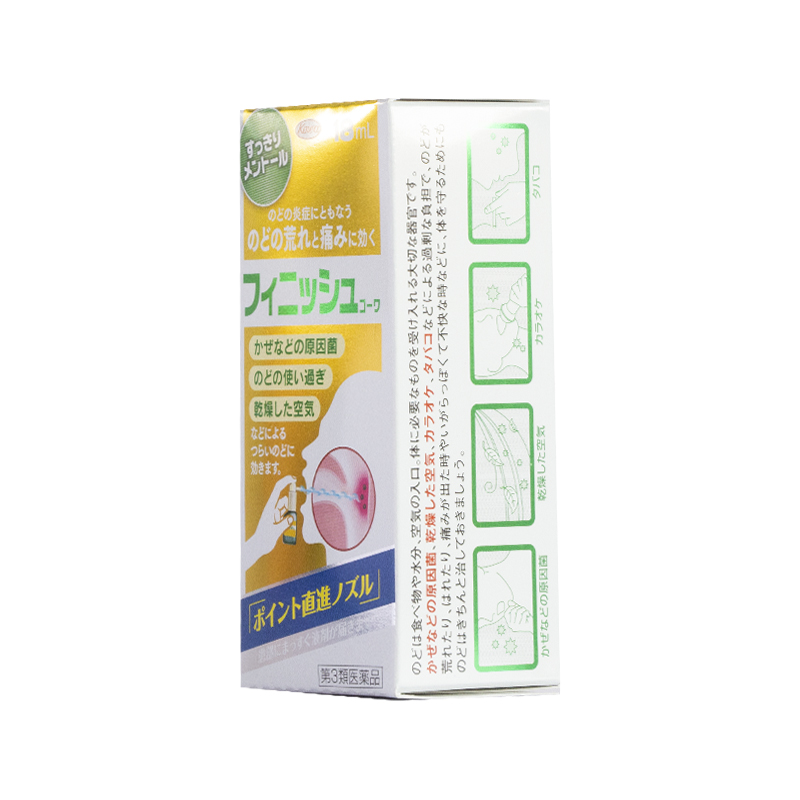 すっきり
メントール
Kowa
mL
のどの炎症にともなう
のどの荒れと痛みに効く
フィニッシュコーワ
かぜなどの原因菌
のどの使い過ぎ
乾燥した空気
などによる
つらいのどに
効きます。
「ポイント直進ノズル」
第3類医薬品
のどは食べ物や水分、空気の入口。体に必要なものを受け入れる大切な器官です。
かぜなどの原因菌、乾燥した空気、カラオケ、タバコなどによる過剰な負担で、のどが
荒れたり、はれたり、痛みが出た時やいがらっぽくて不快な時などに、体を守るためにも
のどはきちんと治しておきましょう。
タバコ
カラオケ
乾燥した空気
かぜなどの原因菌